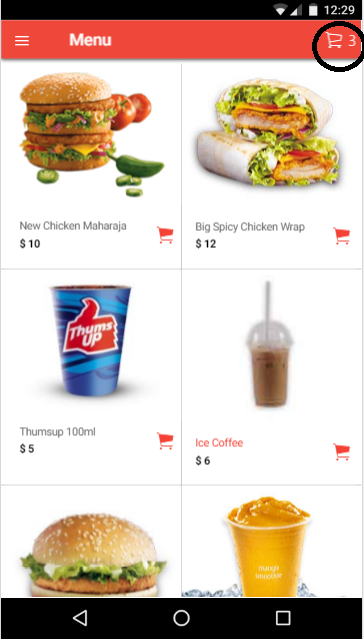 12:29
Menu
3
New Chicken Maharaja
$ 10
Big Spicy Chicken Wrap
$ 12
Thums
UP
Thumsup 100ml
$ 5
Ice Coffee
$ 6
mango
smoothie